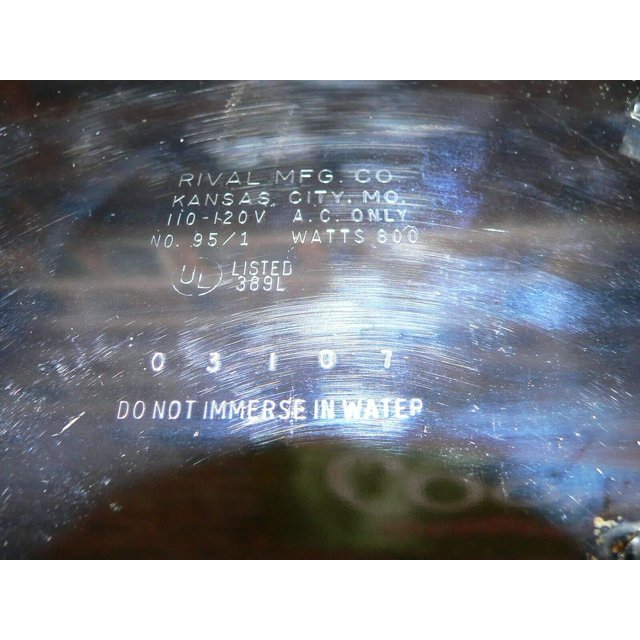 RIVAL MFG. CO
KANSAS CITY, MO.
110-120V A.C. ONLY
NO. 95/1 WATTS 800
UL LISTED
389L
03107
DO NOT IMMERSE IN WATER